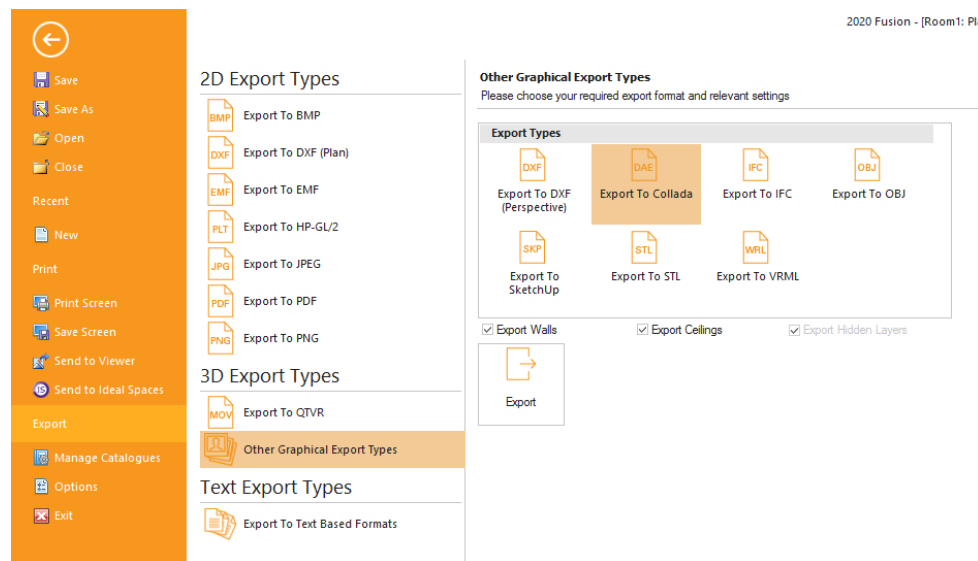 2020 Fusion - [Room1: Pl
Save
Save As
Open
Close
Recent
New
Print
Print Screen
Save Screen
Send to Viewer
IS
Send to Ideal Spaces
Export
Manage Catalogues
Options
Exit
2D Export Types
BMP
Export To BMP
DXF
Export To DXF (Plan)
EMF
Export To EMF
PLT
Export To HP-GL/2
JPG
Export To JPEG
PDF
Export To PDF
PNG
Export To PNG
3D Export Types
MOV
Export To QTVR
Other Graphical Export Types
Text Export Types
Export To Text Based Formats
Other Graphical Export Types
Please choose your required export format and relevant settings
Export Types
DXF
Export To DXF
(Perspective)
DAE
Export To Collada
IFC
Export To IFC
OBJ
Export To OBJ
SKP
Export To
SketchUp
STL
Export To STL
WRL
Export To VRML
Export Walls
Export Ceilings
Export Hidden Layers
Export